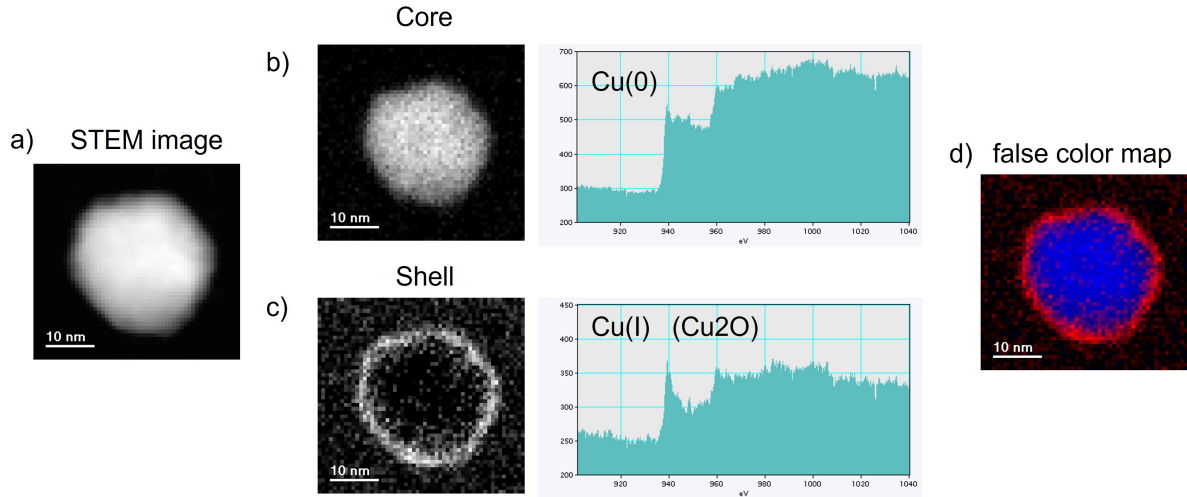 a) STEM image
10 nm
Core
b)
10 nm
Cu(0)
700
600
500
400
300
200
920 940 960 980 1000 1020 1040
eV
Shell
c)
10 nm
Cu(I) (Cu2O)
450
400
350
300
250
200
920 940 960 980 1000 1020 1040
eV
d) false color map
10 nm